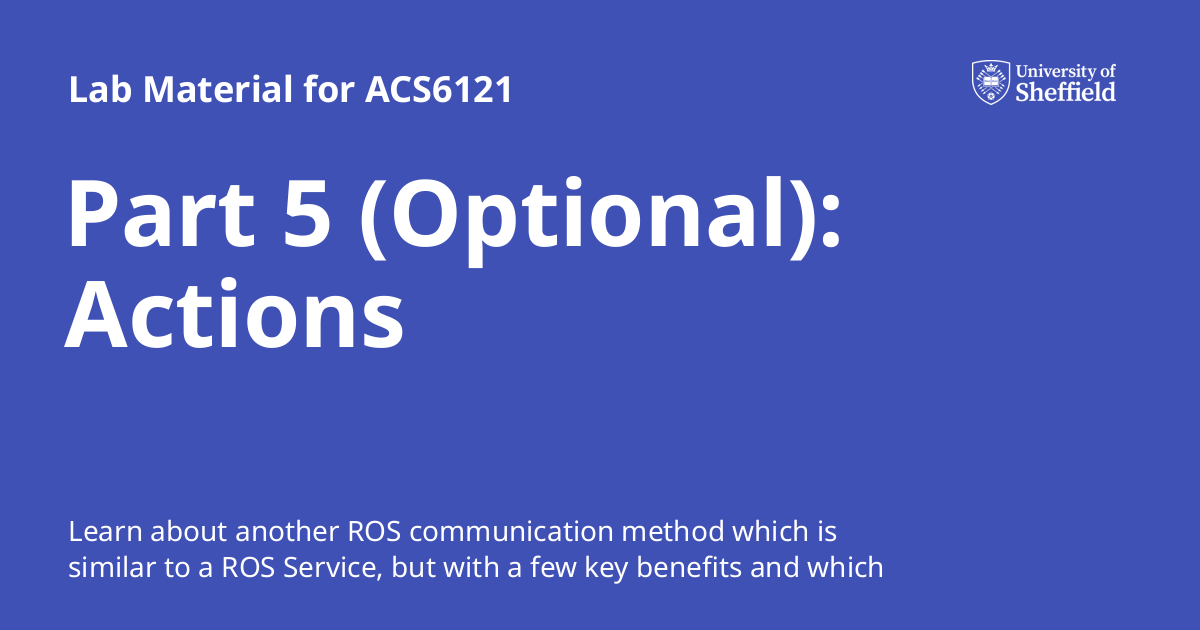 Lab Material for ACS6121
University of
Sheffield
Part 5 (Optional):
Actions
Learn about another ROS communication method which is
similar to a ROS Service, but with a few key benefits and which